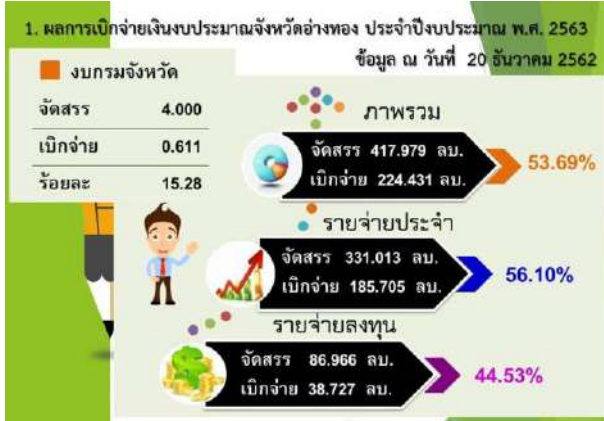 1. ผลการเบิกจ่ายเงินงบประมาณจังหวัดอ่างทอง ประจำปีงบประมาณ พ.ศ. 2563
ข้อมูล ณ วันที่ 20 ธันวาคม 2562
งบกรมจังหวัด
จัดสรร 4.000
เบิกจ่าย 0.611
ร้อยละ 15.28
ภาพรวม
จัดสรร 417.979 ลบ.
เบิกจ่าย 224.431 ลบ.
53.69%
รายจ่ายประจำ
จัดสรร 331.013 ลบ.
เบิกจ่าย 185.705 ลบ.
56.10%
รายจ่ายลงทุน
จัดสรร 86.966 ลบ.
เบิกจ่าย 38.727 ลบ.
44.53%